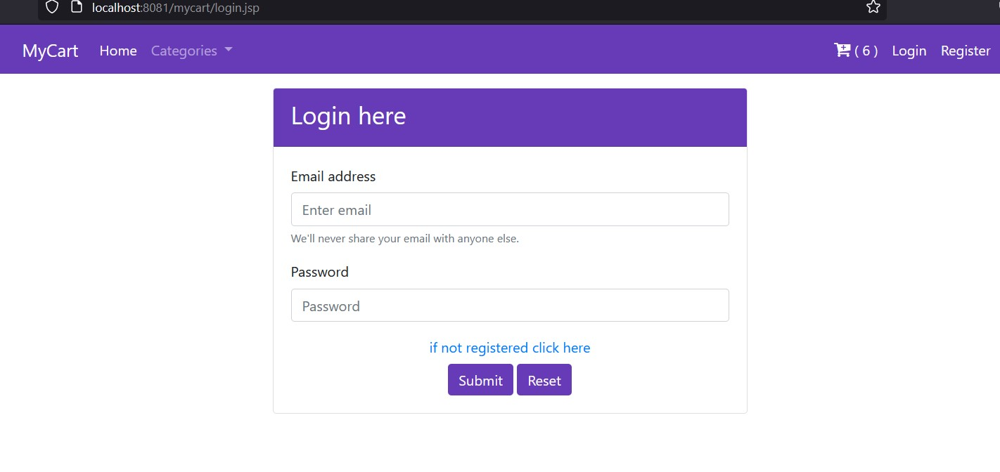 localhost:8081/mycart/login.jsp
MyCart Home Categories ( 6 ) Login Register
Login here
Email address
Enter email
We'll never share your email with anyone else.
Password
Password
if not registered click here
Submit Reset